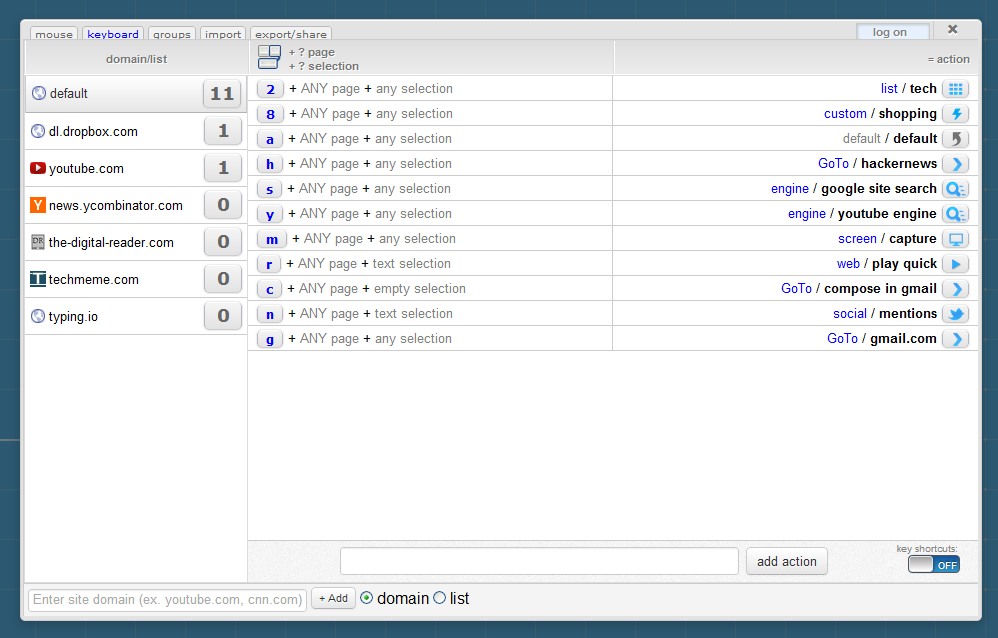 mouse keyboard groups import export/share log on
domain/list
+ ? page
+ ? selection
= action
default 11
dl.dropbox.com 1
youtube.com 1
Y news.ycombinator.com 0
DR the-digital-reader.com 0
T techmeme.com 0
typing.io 0
2 + ANY page + any selection list / tech
8 + ANY page + any selection custom / shopping
a + ANY page + any selection default / default
h + ANY page + any selection GoTo / hackernews
s + ANY page + any selection engine / google site search
y + ANY page + any selection engine / youtube engine
m + ANY page + any selection screen / capture
r + ANY page + text selection web / play quick
c + ANY page + empty selection GoTo / compose in gmail
n + ANY page + text selection social / mentions
g + ANY page + any selection GoTo / gmail.com
add action
key shortcuts:
OFF
Enter site domain (ex. youtube.com, cnn.com) + Add domain list